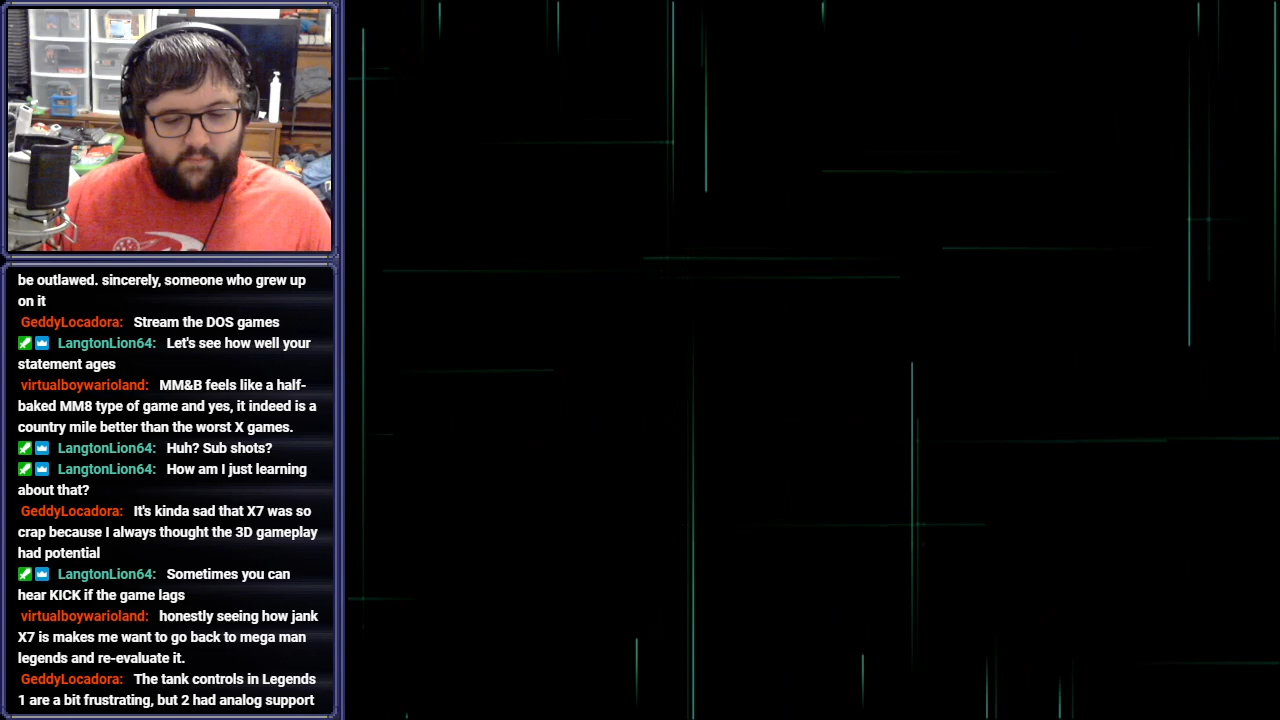 be outlawed. sincerely, someone who grew up
on it
GeddyLocadora: Stream the DOS games
LangtonLion64: Let's see how well your
statement ages
virtualboywarioland: MM&B feels like a half-
baked MM8 type of game and yes, it indeed is a
country mile better than the worst X games.
LangtonLion64: Huh? Sub shots?
LangtonLion64: How am I just learning
about that?
GeddyLocadora: It's kinda sad that X7 was so
crap because I always thought the 3D gameplay
had potential
LangtonLion64: Sometimes you can
hear KICK if the game lags
virtualboywarioland: honestly seeing how jank
X7 is makes me want to go back to mega man
legends and re-evaluate it.
GeddyLocadora: The tank controls in Legends
1 are a bit frustrating, but 2 had analog support